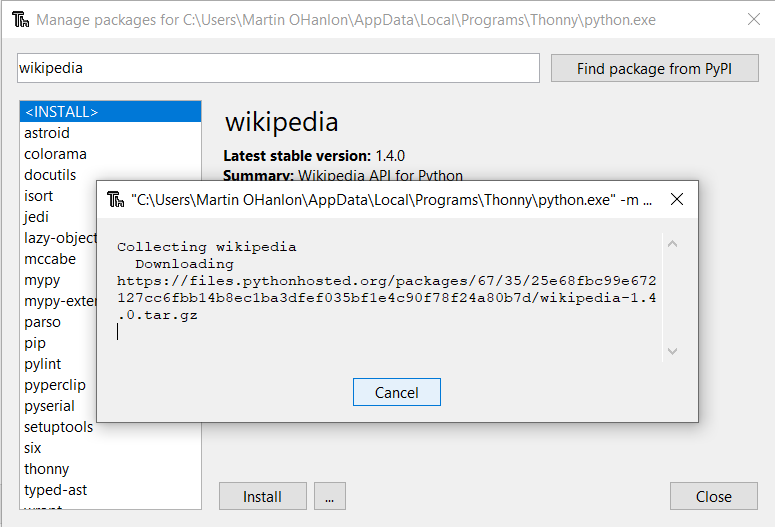 Manage packages for C:\Users\Martin OHanlon\AppData\Local\Programs\Thonny\python.exe
wikipedia
Find package from PyPI
<INSTALL>
astroid
colorama
docutils
isort
jedi
lazy-object
mccabe
mypy
mypy-exten
parso
pip
pylint
pyperclip
pyserial
setuptools
six
thonny
typed-ast
wikipedia
Latest stable version: 1.4.0
Summary: Wikipedia API for Python
"C:\Users\Martin OHanlon\AppData\Local\Programs\Thonny\python.exe" -m ...
Collecting wikipedia
Downloading
https://files.pythonhosted.org/packages/67/35/25e68fbc99e672
127cc6fbb14b8ec1ba3dfef035bf1e4c90f78f24a80b7d/wikipedia-1.4
.0.tar.gz
Cancel
Install
...
Close